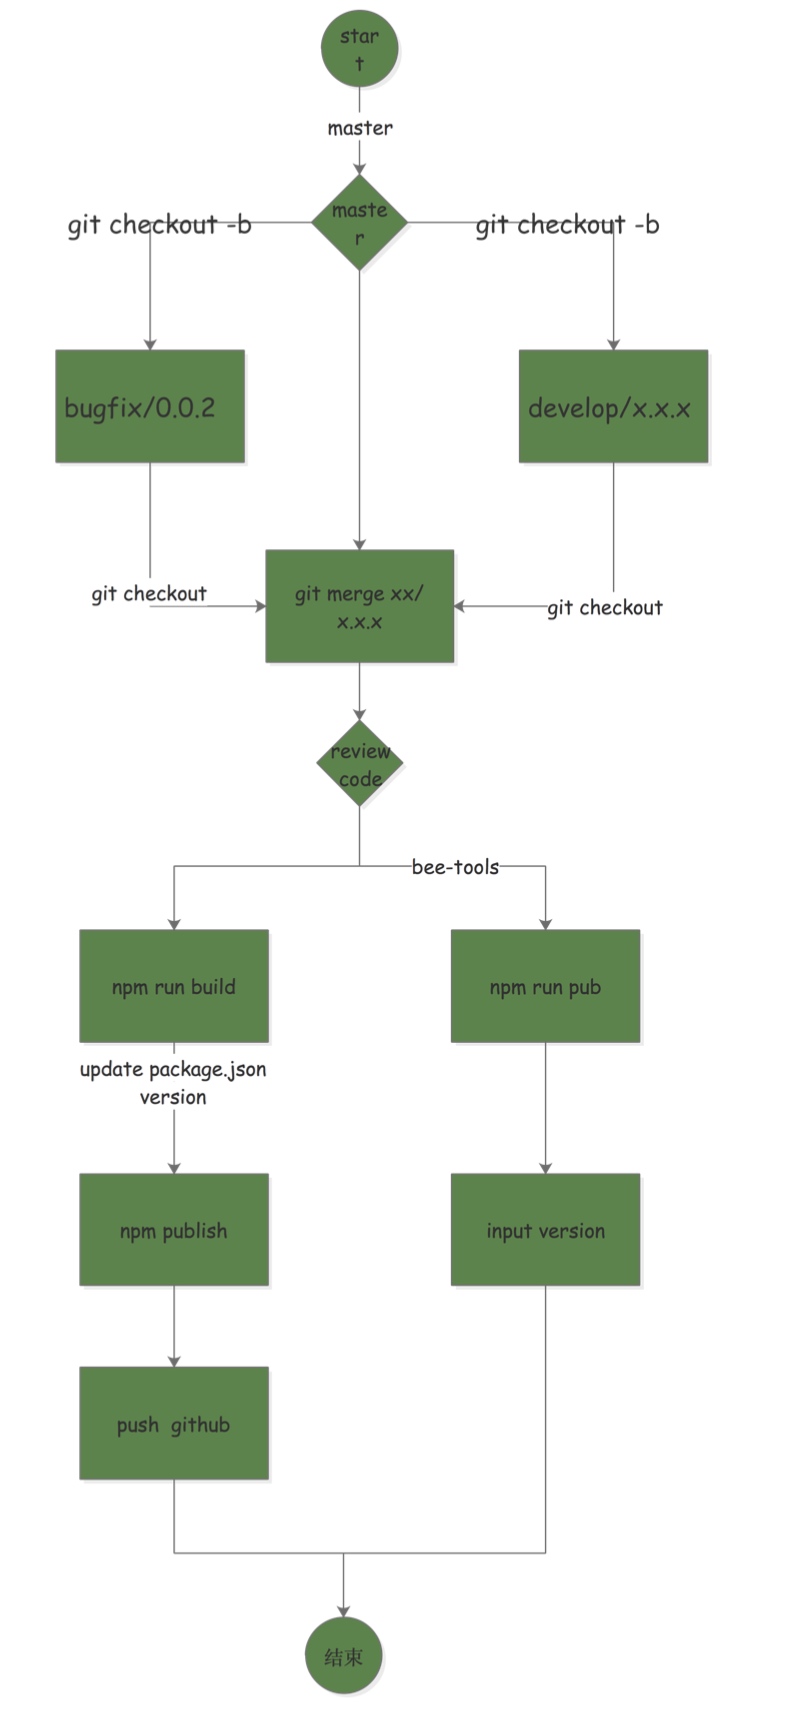 star
t
master
maste
r
git checkout -b
git checkout -b
bugfix/0.0.2
develop/x.x.x
git checkout
git merge xx/
x.x.x
git checkout
review
code
bee-tools
npm run build
npm run pub
update package.json
version
npm publish
input version
push  github
结束